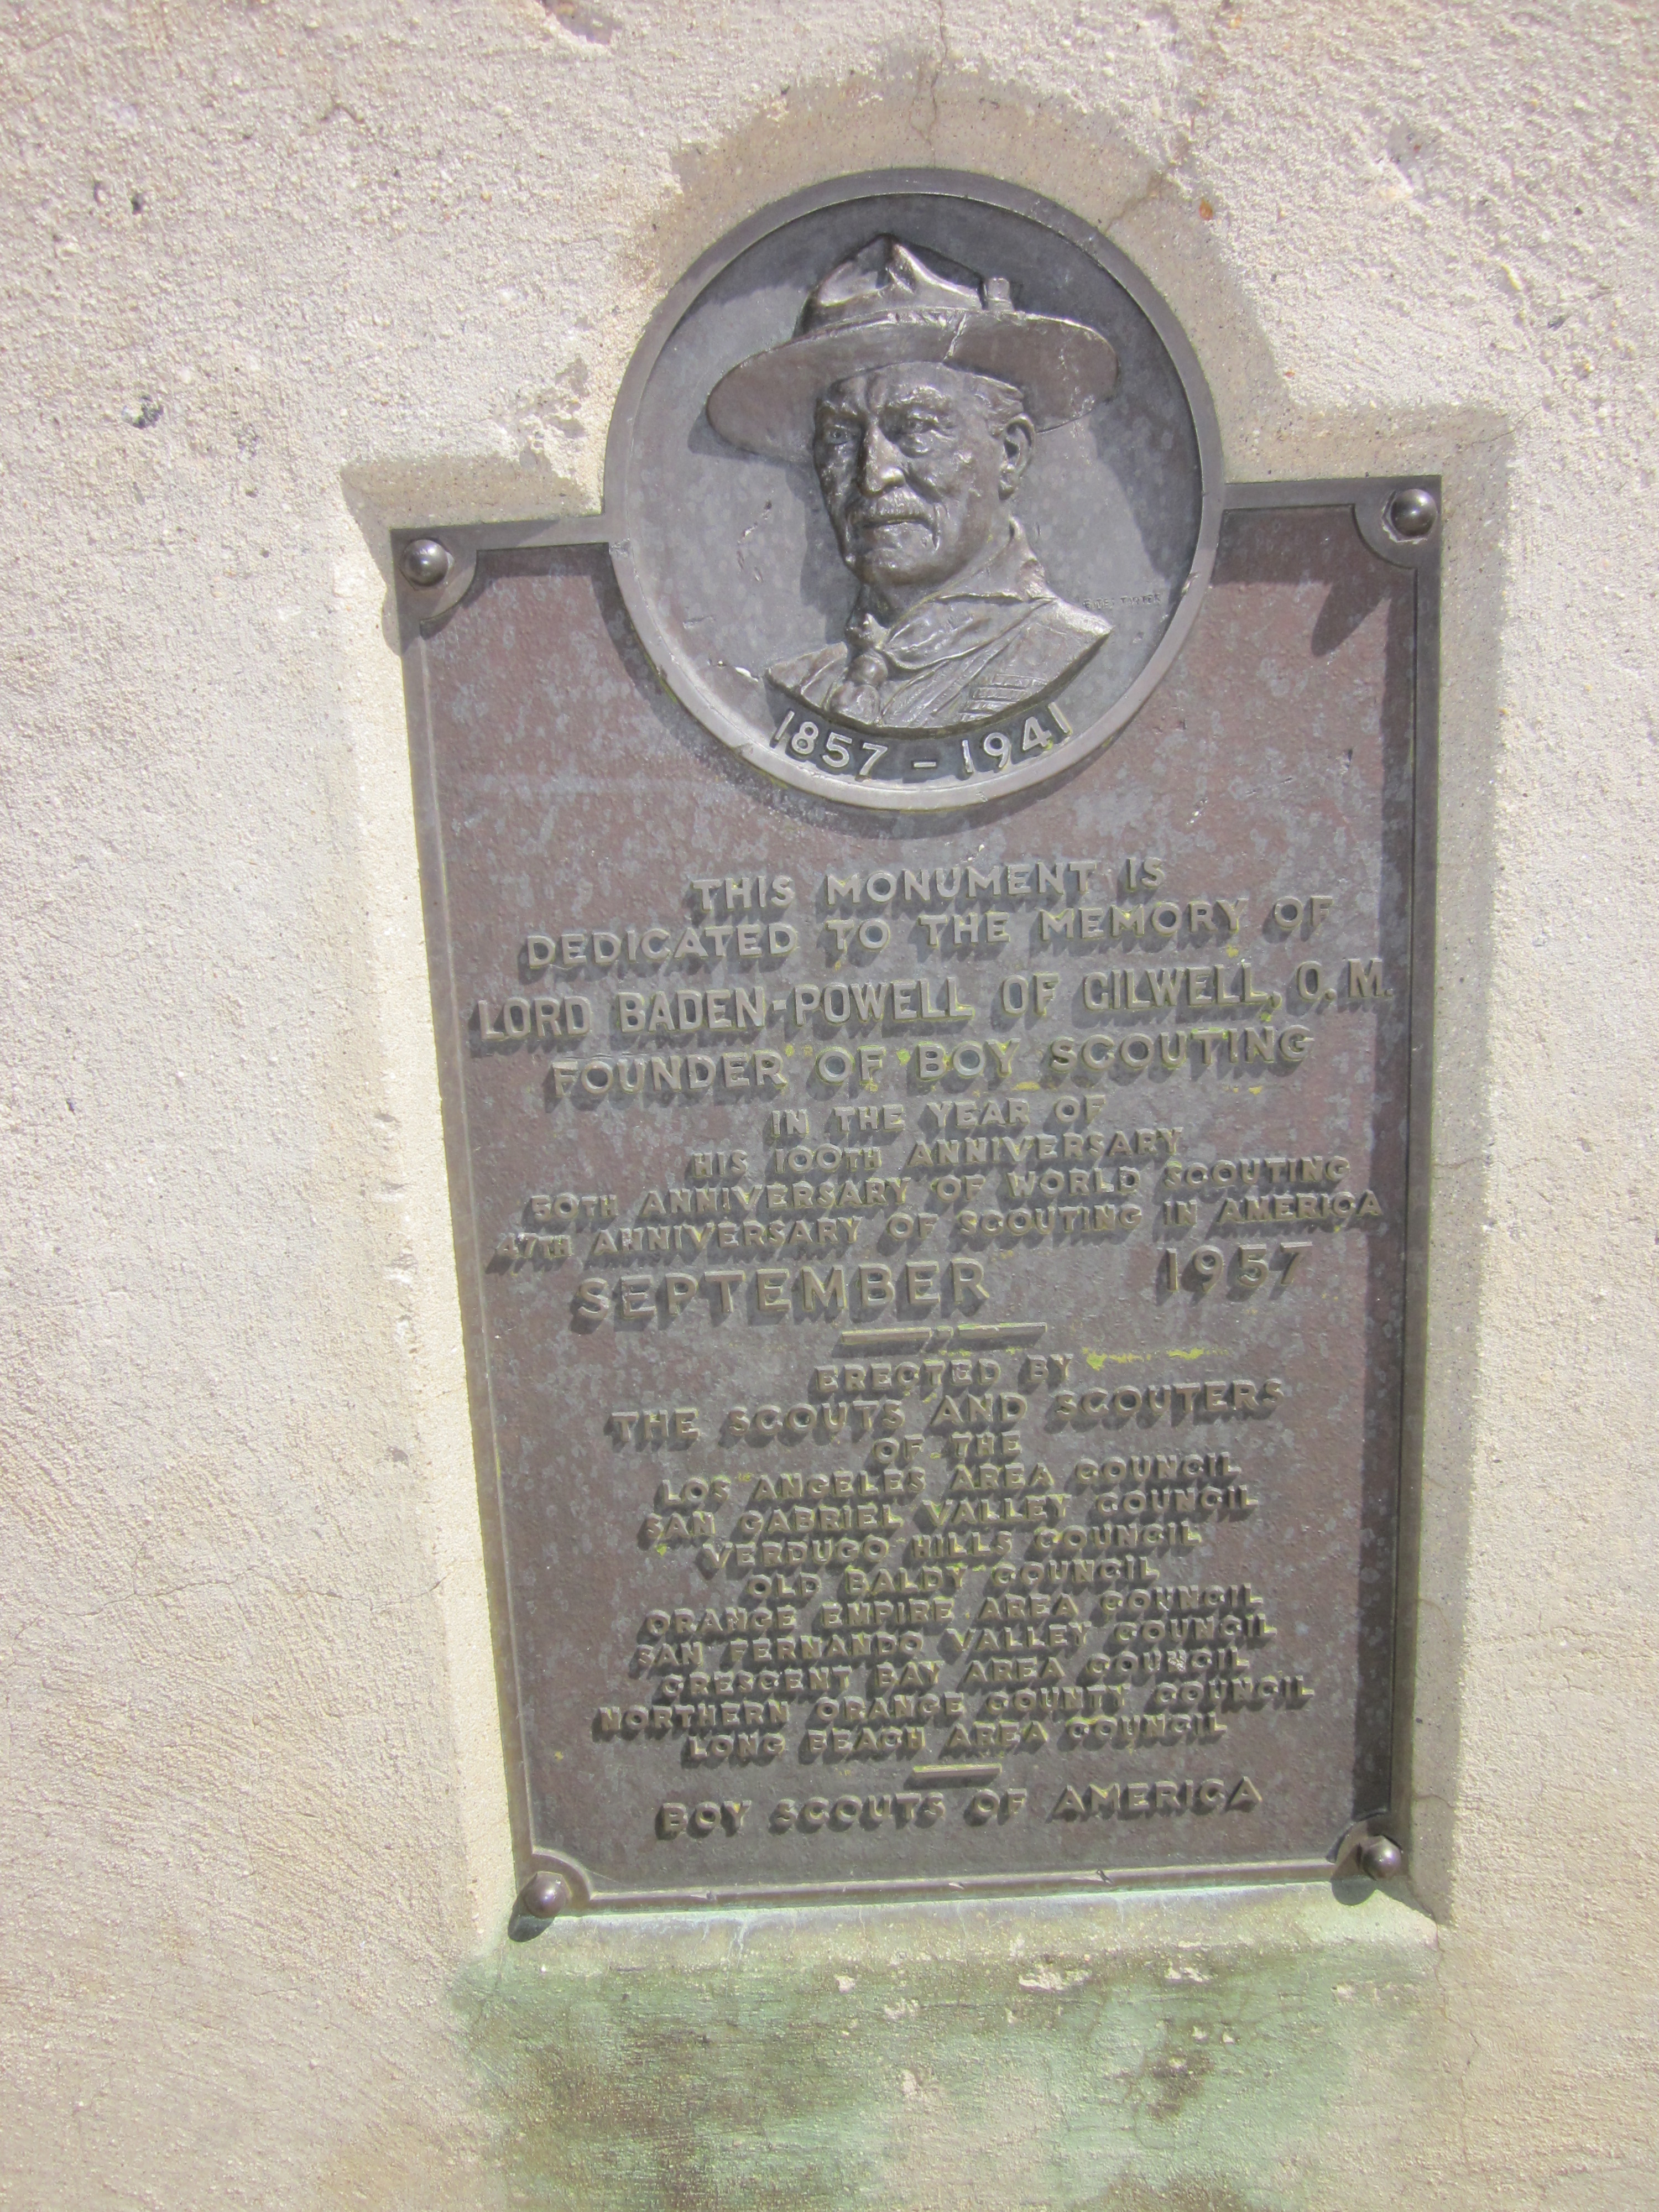 1857 - 1941
THIS MONUMENT IS
DEDICATED TO THE MEMORY OF
LORD BADEN-POWELL OF GILWELL, O.M.
FOUNDER OF BOY SCOUTING
IN THE YEAR OF
HIS 100TH ANNIVERSARY
50TH ANNIVERSARY OF WORLD SCOUTING
47TH ANNIVERSARY OF SCOUTING IN AMERICA
SEPTEMBER 1957
ERECTED BY
THE SCOUTS AND SCOUTERS
OF THE
LOS ANGELES AREA COUNCIL
SAN GABRIEL VALLEY COUNCIL
VERDUGO HILLS COUNCIL
OLD BALDY COUNCIL
ORANGE EMPIRE AREA COUNCIL
SAN FERNANDO VALLEY COUNCIL
CRESCENT BAY AREA COUNCIL
NORTHERN ORANGE COUNTY COUNCIL
LONG BEACH AREA COUNCIL
BOY SCOUTS OF AMERICA